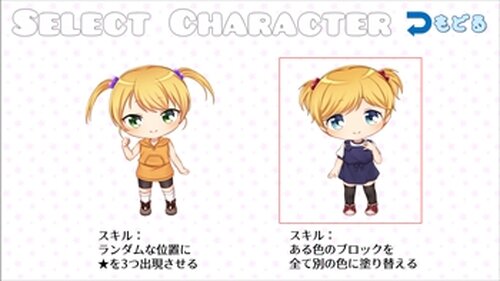 Select Character
もどる
スキル：
ランダムな位置に
★を3つ出現させる
スキル：
ある色のブロックを
全て別の色に塗り替える